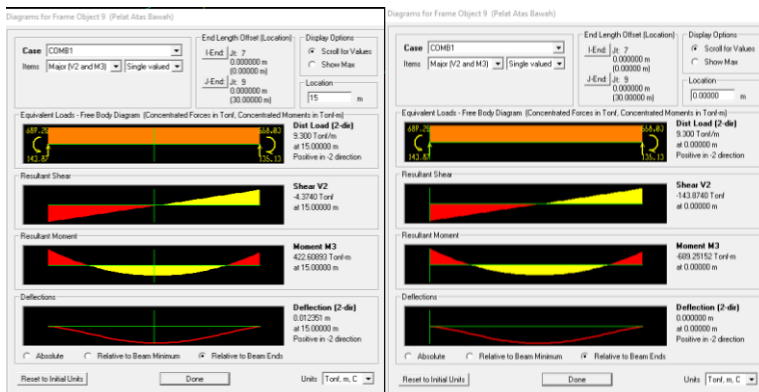 Diagrams for Frame Object 9 (Pelat Atas Bawah)
Case COMB1
Items Major (V2 and M3) Single valued
End Length Offset (Location)
I-End: Jt: 7
0.000000 m
(0.00000 m)
J-End: Jt: 9
0.000000 m
(30.00000 m)
Display Options
Scroll for Values
Show Max
Location
15 m
Equivalent Loads - Free Body Diagram (Concentrated Forces in Tonf, Concentrated Moments in Tonf-m)
143.87
135.13
Dist Load (2-dir)
9.300 Tonf/m
at 15.00000 m
Positive in -2 direction
Resultant Shear
Shear V2
-4.3740 Tonf
at 15.00000 m
Resultant Moment
Moment M3
422.60893 Tonf-m
at 15.00000 m
Deflections
Deflection (2-dir)
0.012351 m
at 15.00000 m
Positive in -2 direction
Absolute Relative to Beam Minimum Relative to Beam Ends
Reset to Initial Units Done Units Tonf, m, C
Diagrams for Frame Object 9 (Pelat Atas Bawah)
Case COMB1
Items Major (V2 and M3) Single valued
End Length Offset (Location)
I-End: Jt: 7
0.000000 m
(0.00000 m)
J-End: Jt: 9
0.000000 m
(30.00000 m)
Display Options
Scroll for Values
Show Max
Location
0.00000 m
Equivalent Loads - Free Body Diagram (Concentrated Forces in Tonf, Concentrated Moments in Tonf-m)
143.87
135.13
Dist Load (2-dir)
9.300 Tonf/m
at 0.00000 m
Positive in -2 direction
Resultant Shear
Shear V2
-143.8740 Tonf
at 0.00000 m
Resultant Moment
Moment M3
-689.25152 Tonf-m
at 0.00000 m
Deflections
Deflection (2-dir)
0.000000 m
at 0.00000 m
Positive in -2 direction
Absolute Relative to Beam Minimum Relative to Beam Ends
Reset to Initial Units Done Units Tonf, m, C